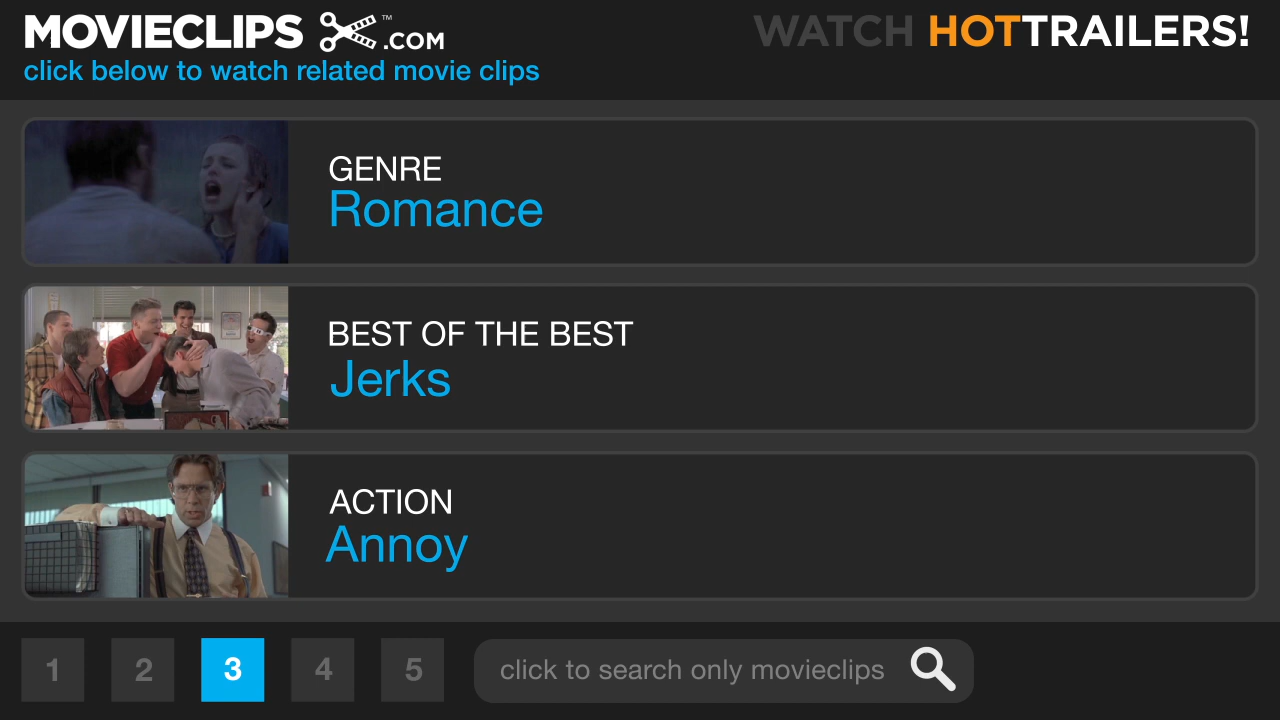 MOVIECLIPS ™ .COM
WATCH HOTTRAILERS!
click below to watch related movie clips
GENRE
Romance
BEST OF THE BEST
Jerks
ACTION
Annoy
1 2 3 4 5 click to search only movieclips